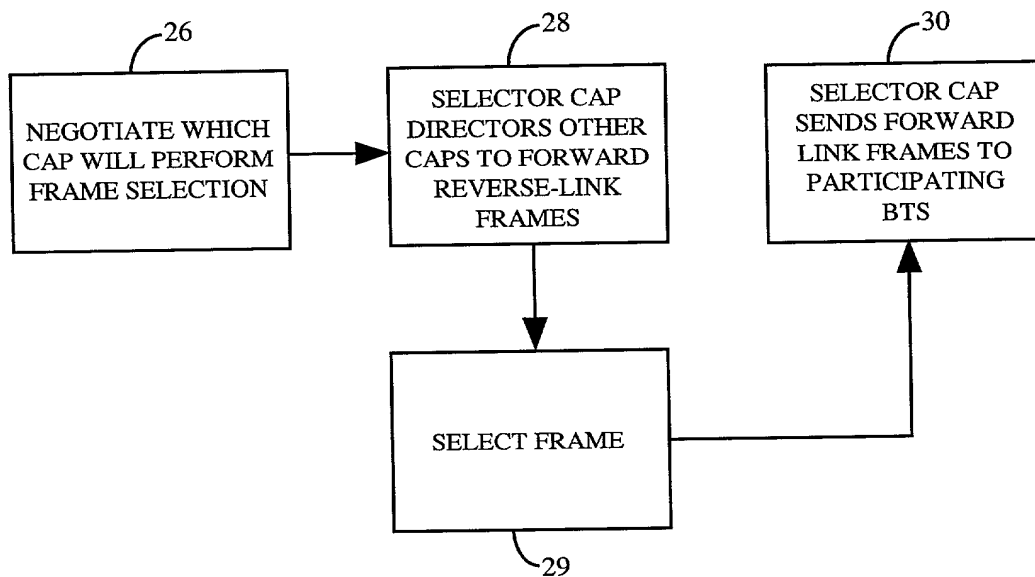 26
NEGOTIATE WHICH
CAP WILL PERFORM
FRAME SELECTION
28
SELECTOR CAP
DIRECTORS OTHER
CAPS TO FORWARD
REVERSE-LINK
FRAMES
30
SELECTOR CAP
SENDS FORWARD
LINK FRAMES TO
PARTICIPATING
BTS
SELECT FRAME
29